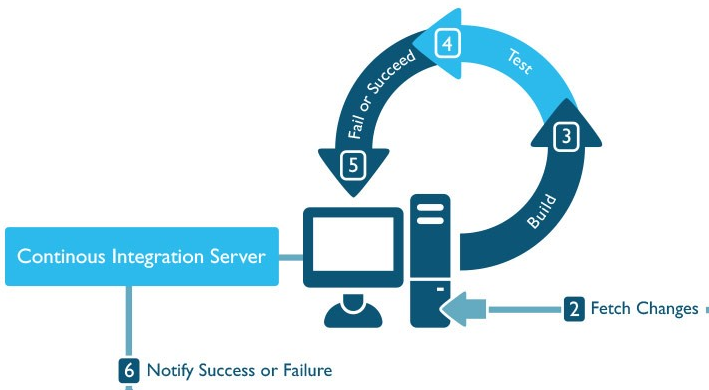 4
Test
Fail or Succeed
3
5
Build
Continous Integration Server
2 Fetch Changes
6 Notify Success or Failure